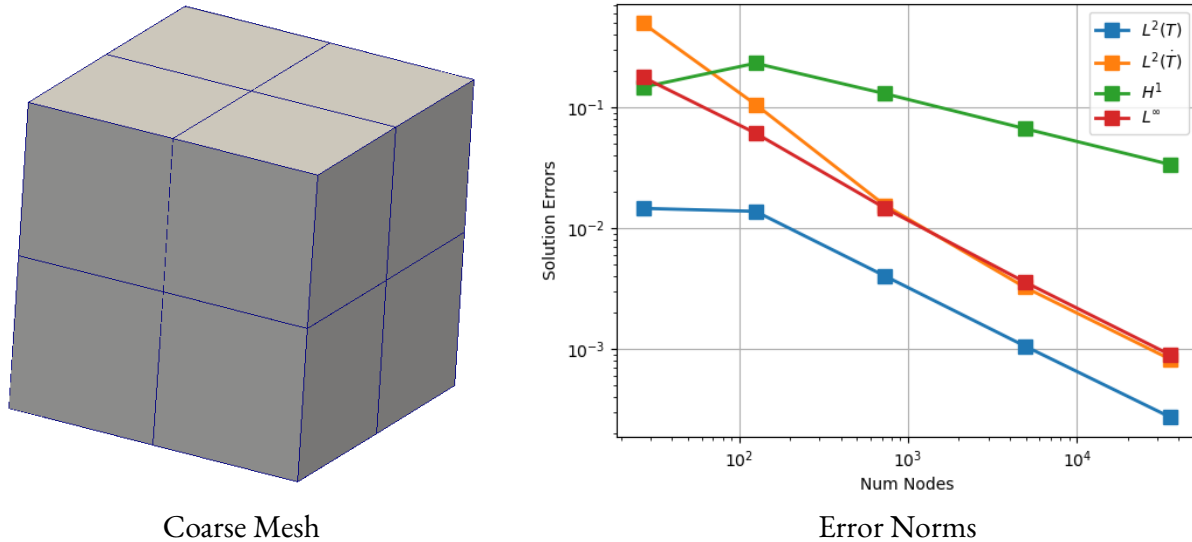 L²(T)
L²(Ṫ)
H¹
L^∞
10⁻¹
10⁻²
10⁻³
Solution Errors
10²
10³
10⁴
Num Nodes
Coarse Mesh
Error Norms